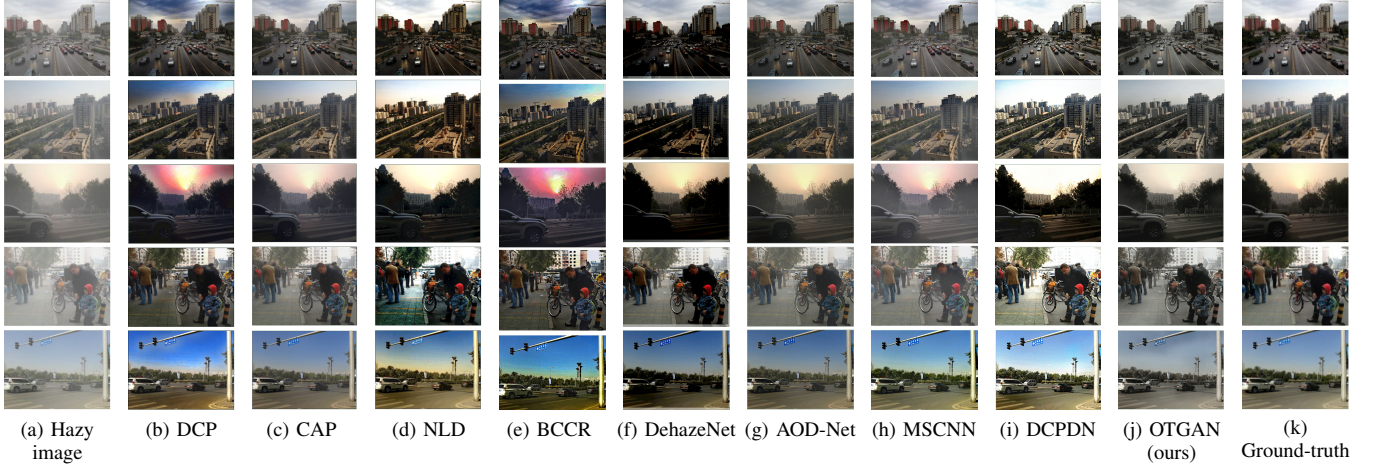 (a) Hazy image
(b) DCP
(c) CAP
(d) NLD
(e) BCCR
(f) DehazeNet
(g) AOD-Net
(h) MSCNN
(i) DCPDN
(j) OTGAN (ours)
(k) Ground-truth